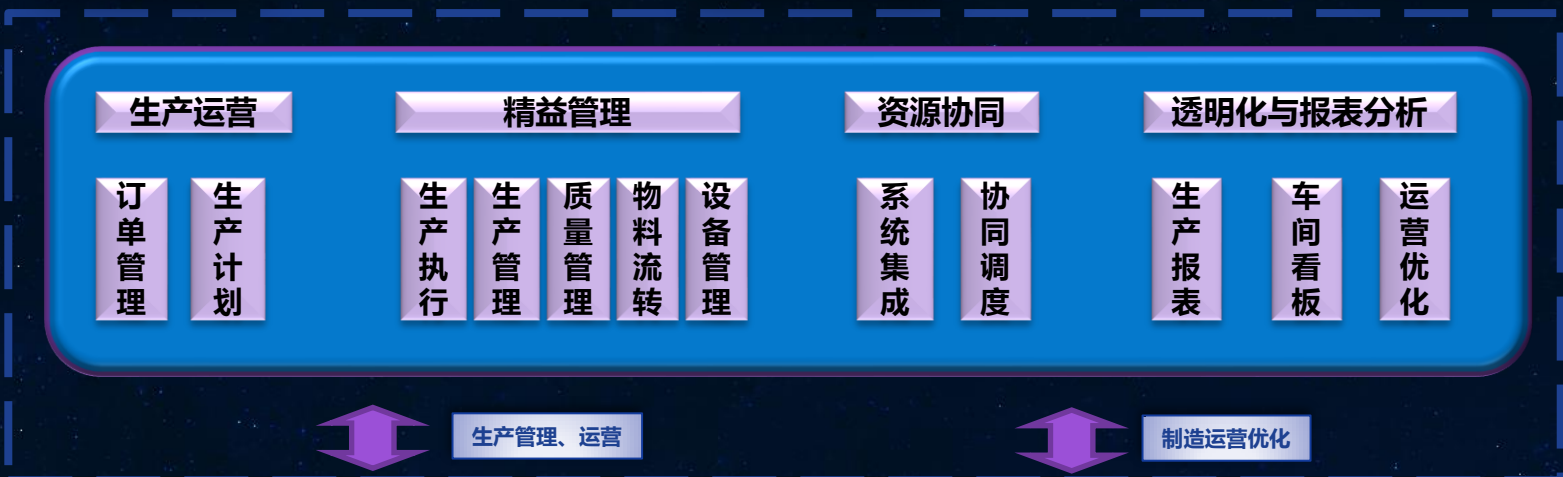 生产运营
精益管理
资源协同
透明化与报表分析
订单管理
生产计划
生产执行
生产管理
质量管理
物料流转
设备管理
系统集成
协同调度
生产报表
车间看板
运营优化
生产管理、运营
制造运营优化